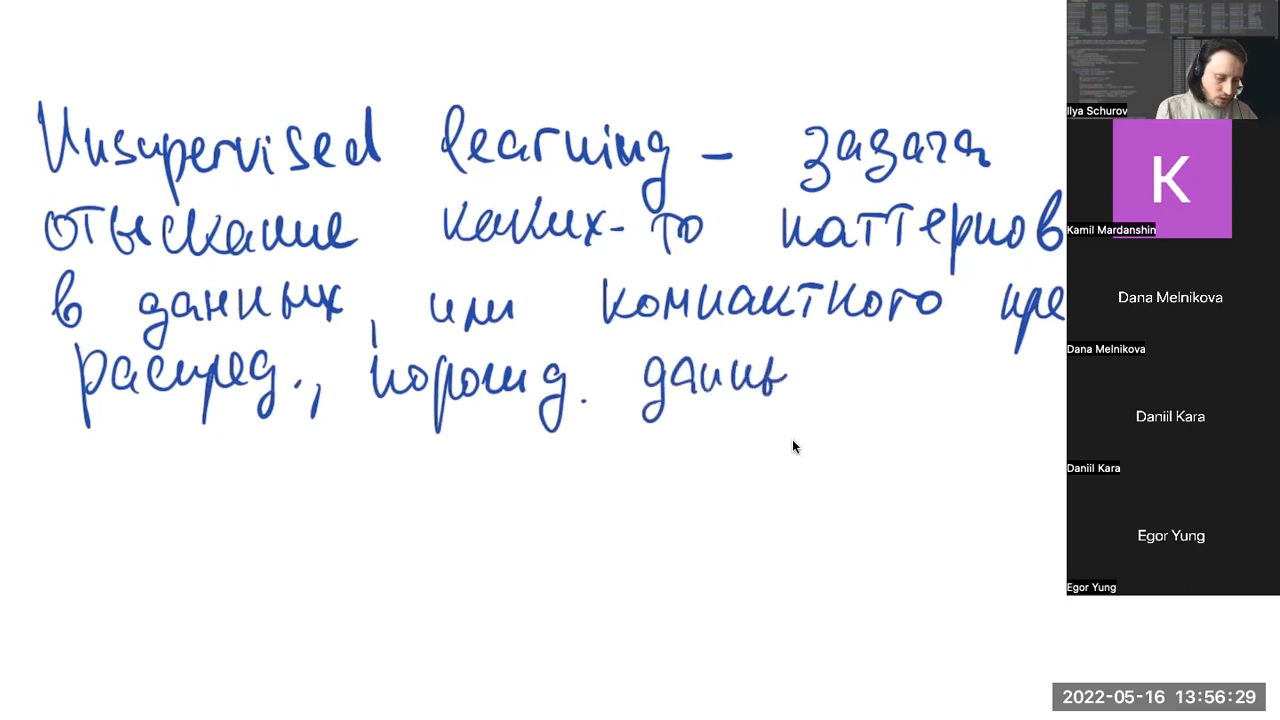 Unsupervised learning – задача
отыскание каких-то паттернов
в данных, или компактного пре
распред., порожд. данны
Ilya Schurov
K
Kamil Mardanshin
Dana Melnikova
Dana Melnikova
Daniil Kara
Daniil Kara
Egor Yung
Egor Yung
2022-05-16 13:56:29